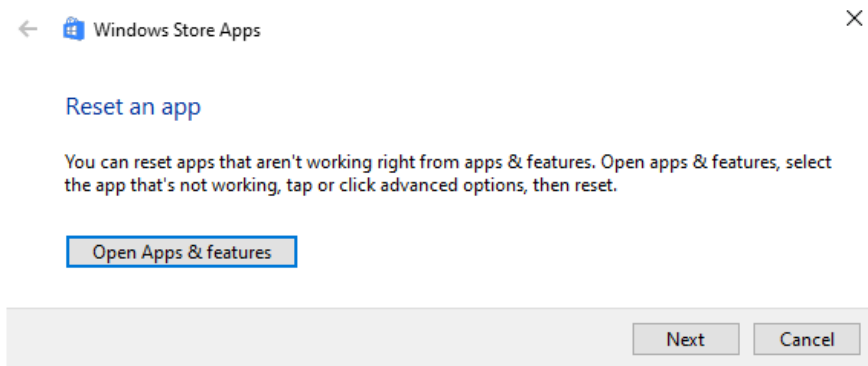 Windows Store Apps
Reset an app
You can reset apps that aren't working right from apps & features. Open apps & features, select
the app that's not working, tap or click advanced options, then reset.
Open Apps & features
Next
Cancel